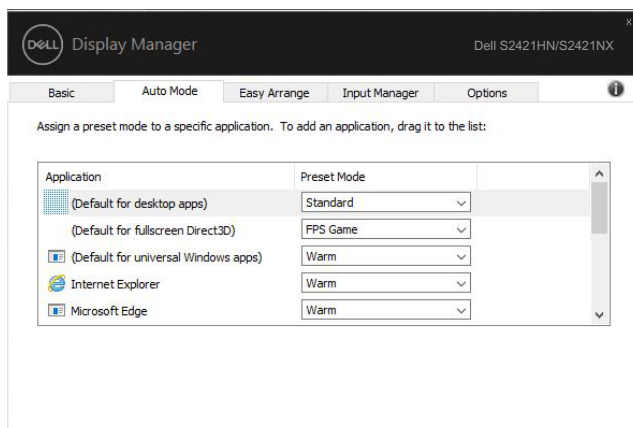 DELL Display Manager Dell S2421HN/S2421NX
Basic Auto Mode Easy Arrange Input Manager Options
Assign a preset mode to a specific application. To add an application, drag it to the list:
Application Preset Mode
(Default for desktop apps) Standard
(Default for fullscreen Direct3D) FPS Game
(Default for universal Windows apps) Warm
Internet Explorer Warm
Microsoft Edge Warm